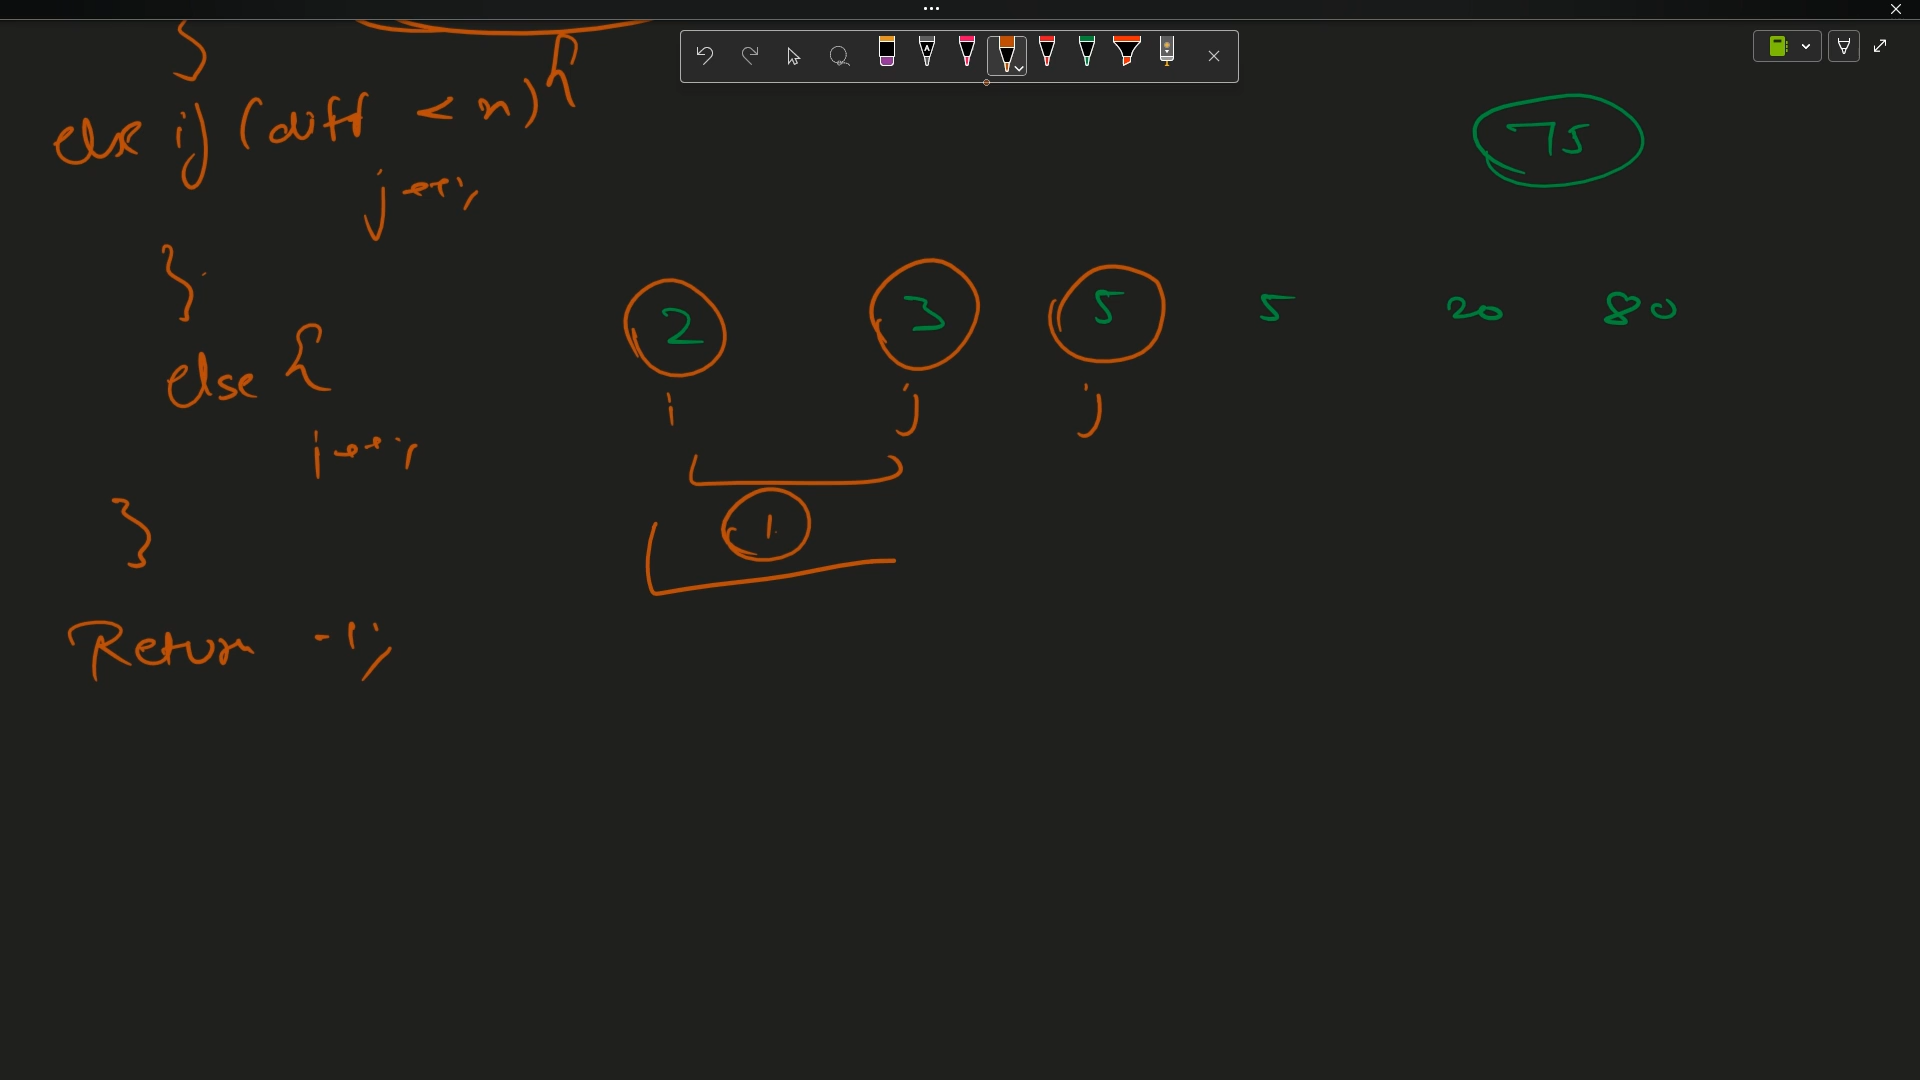 }
else if (diff < n) {
j++;
}
else {
i++;
}
Return -1;
75
2 3 5 5 20 80
i j j
1